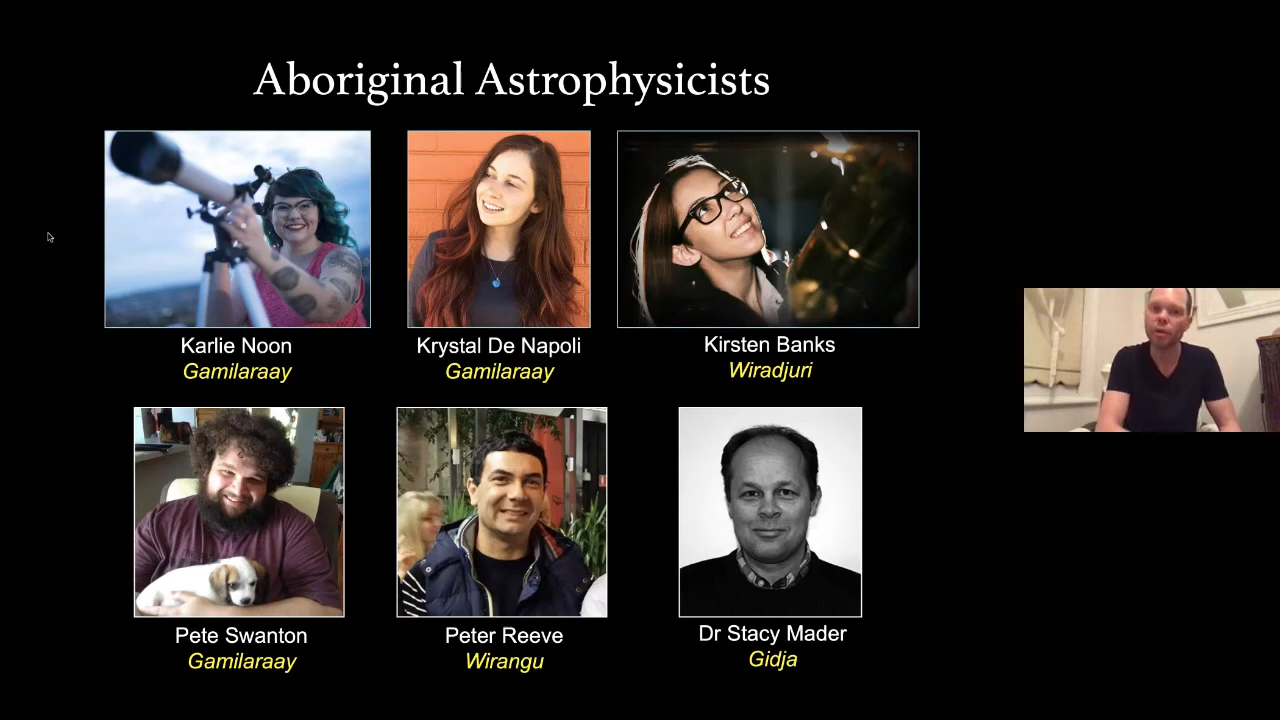 Aboriginal Astrophysicists
Karlie Noon
Gamilaraay
Krystal De Napoli
Gamilaraay
Kirsten Banks
Wiradjuri
Pete Swanton
Gamilaraay
Peter Reeve
Wirangu
Dr Stacy Mader
Gidja